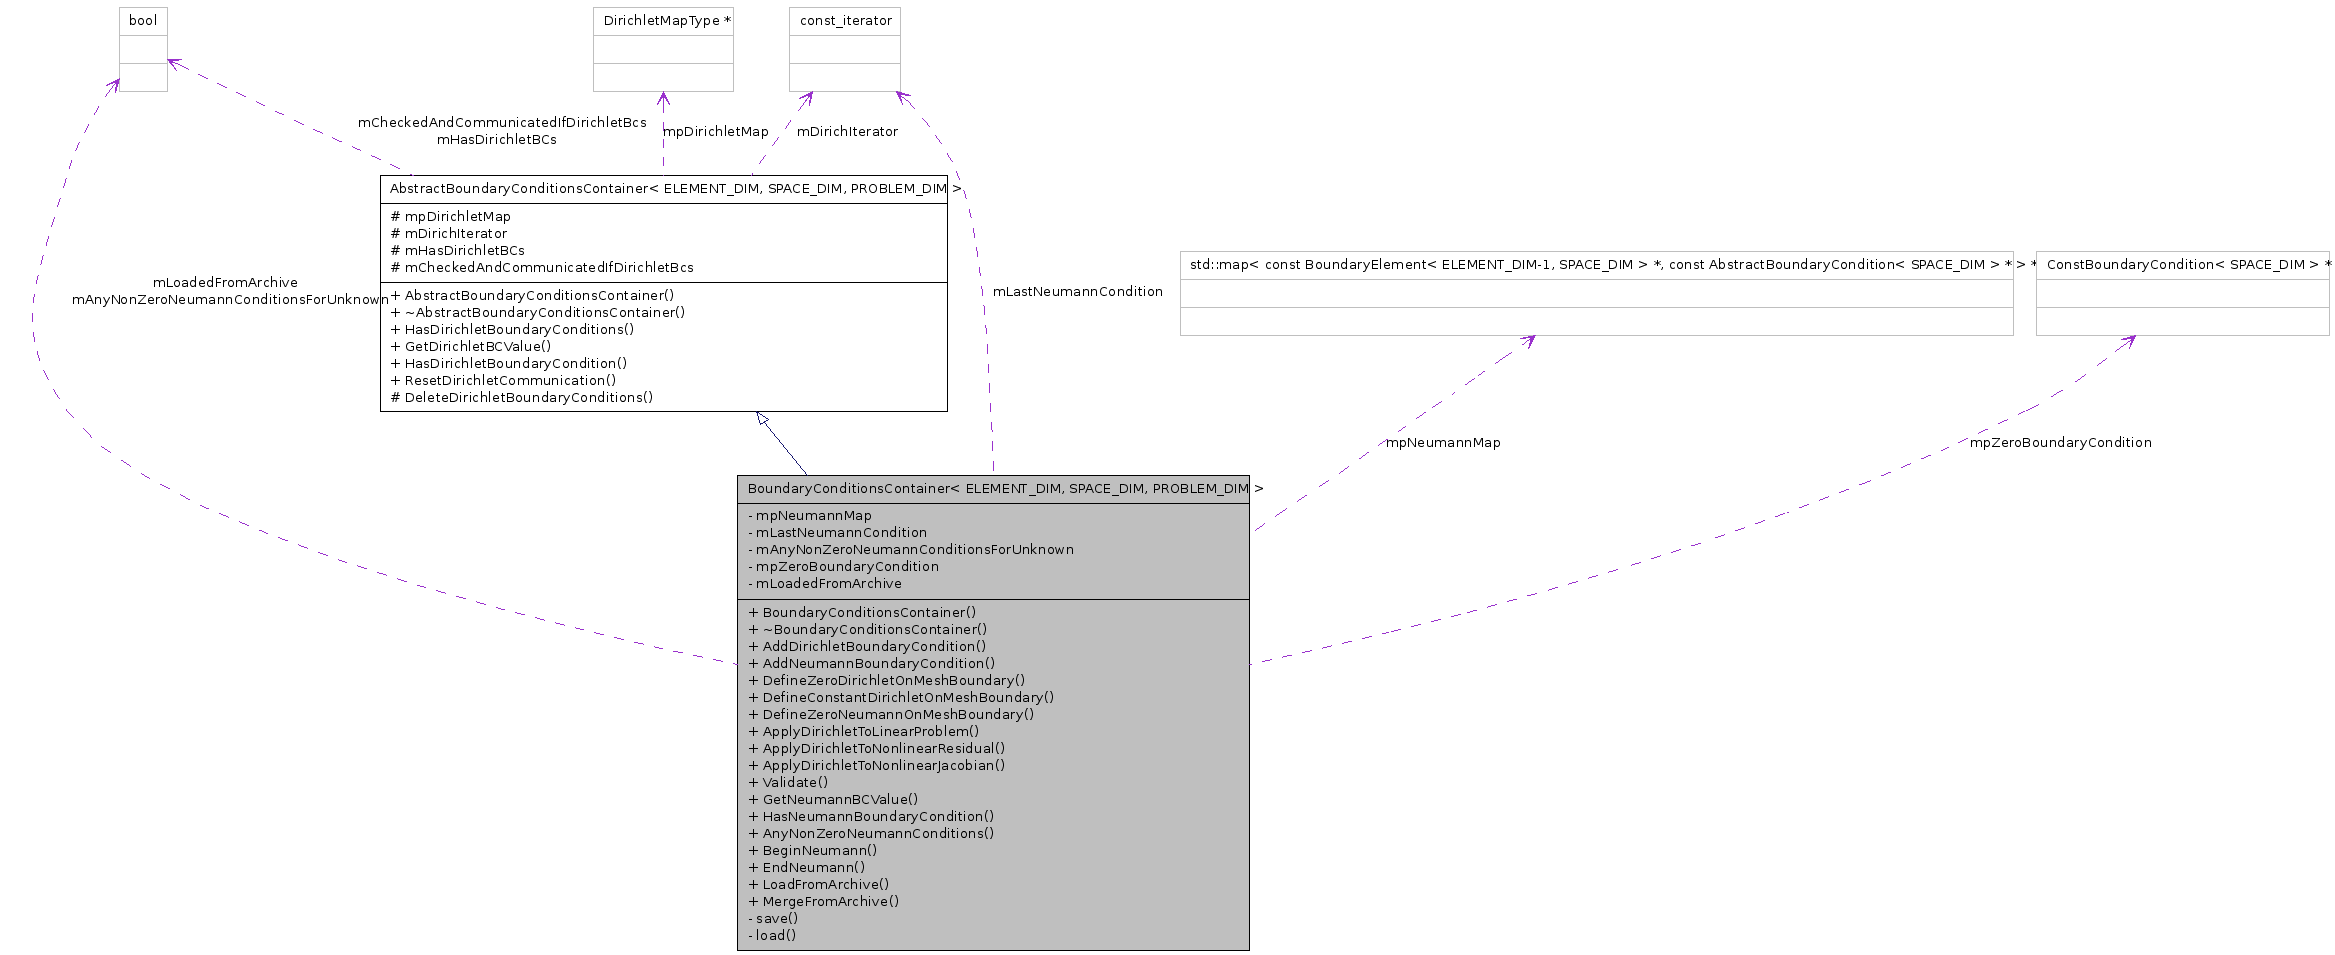 bool
DirichletMapType *
const_iterator
mCheckedAndCommunicatedIfDirichletBcs
mHasDirichletBCs
mpDirichletMap
mDirichIterator
AbstractBoundaryConditionsContainer< ELEMENT_DIM, SPACE_DIM, PROBLEM_DIM >
# mpDirichletMap
# mDirichIterator
# mHasDirichletBCs
# mCheckedAndCommunicatedIfDirichletBcs
+ AbstractBoundaryConditionsContainer()
+ ~AbstractBoundaryConditionsContainer()
+ HasDirichletBoundaryConditions()
+ GetDirichletBCValue()
+ HasDirichletBoundaryCondition()
+ ResetDirichletCommunication()
# DeleteDirichletBoundaryConditions()
mLoadedFromArchive
mAnyNonZeroNeumannConditionsForUnknown
mLastNeumannCondition
std::map< const BoundaryElement< ELEMENT_DIM-1, SPACE_DIM > *, const AbstractBoundaryCondition< SPACE_DIM > * > *
ConstBoundaryCondition< SPACE_DIM > *
mpNeumannMap
mpZeroBoundaryCondition
BoundaryConditionsContainer< ELEMENT_DIM, SPACE_DIM, PROBLEM_DIM >
- mpNeumannMap
- mLastNeumannCondition
- mAnyNonZeroNeumannConditionsForUnknown
- mpZeroBoundaryCondition
- mLoadedFromArchive
+ BoundaryConditionsContainer()
+ ~BoundaryConditionsContainer()
+ AddDirichletBoundaryCondition()
+ AddNeumannBoundaryCondition()
+ DefineZeroDirichletOnMeshBoundary()
+ DefineConstantDirichletOnMeshBoundary()
+ DefineZeroNeumannOnMeshBoundary()
+ ApplyDirichletToLinearProblem()
+ ApplyDirichletToNonlinearResidual()
+ ApplyDirichletToNonlinearJacobian()
+ Validate()
+ GetNeumannBCValue()
+ HasNeumannBoundaryCondition()
+ AnyNonZeroNeumannConditions()
+ BeginNeumann()
+ EndNeumann()
+ LoadFromArchive()
+ MergeFromArchive()
- save()
- load()